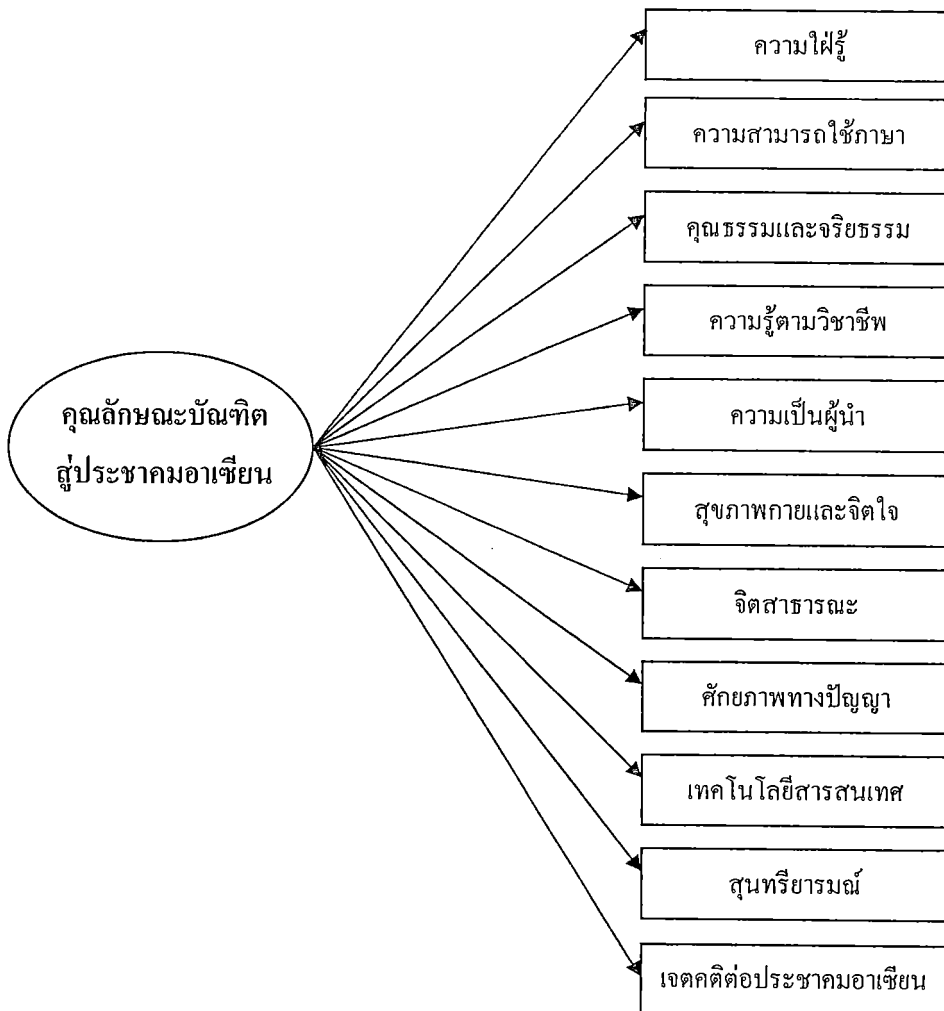 ความใฝ่รู้
ความสามารถใช้ภาษา
คุณธรรมและจริยธรรม
ความรู้ตามวิชาชีพ
คุณลักษณะบัณฑิต
สู่ประชาคมอาเซียน
ความเป็นผู้นำ
สุขภาพกายและจิตใจ
จิตสาธารณะ
ศักยภาพทางปัญญา
เทคโนโลยีสารสนเทศ
สุนทรียารมณ์
เจตคติต่อประชาคมอาเซียน